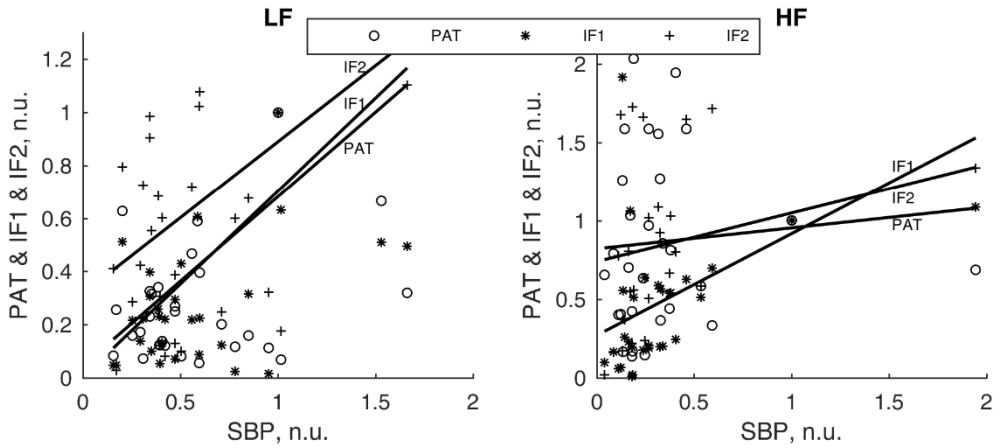 LF
HF
PAT IF1 IF2
PAT & IF1 & IF2, n.u.
1.2
1
0.8
0.6
0.4
0.2
0
IF2
IF1
PAT
0 0.5 1 1.5 2
SBP, n.u.
PAT & IF1 & IF2, n.u.
2
1.5
1
0.5
0
IF1
IF2
PAT
0 0.5 1 1.5 2
SBP, n.u.